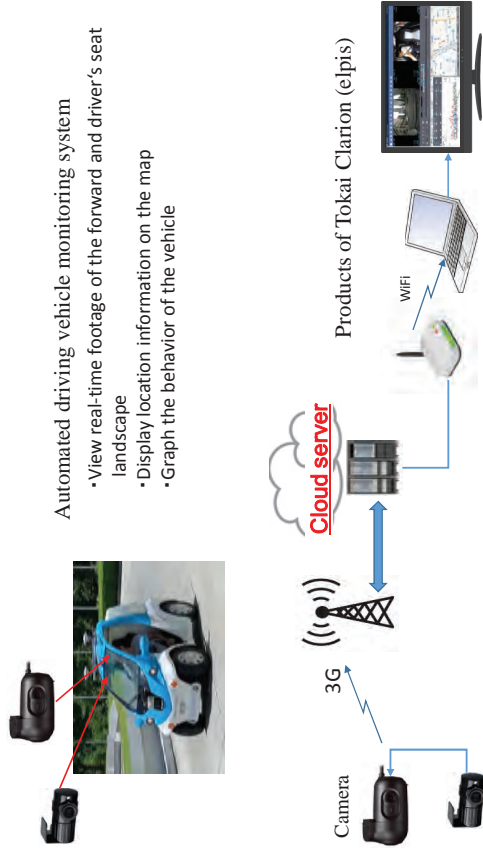 Automated driving vehicle monitoring system
・View real-time footage of the forward and driver's seat
landscape
・Display location information on the map
・Graph the behavior of the vehicle
Camera
3G
Cloud server
WiFi
Products of Tokai Clarion (elpis)